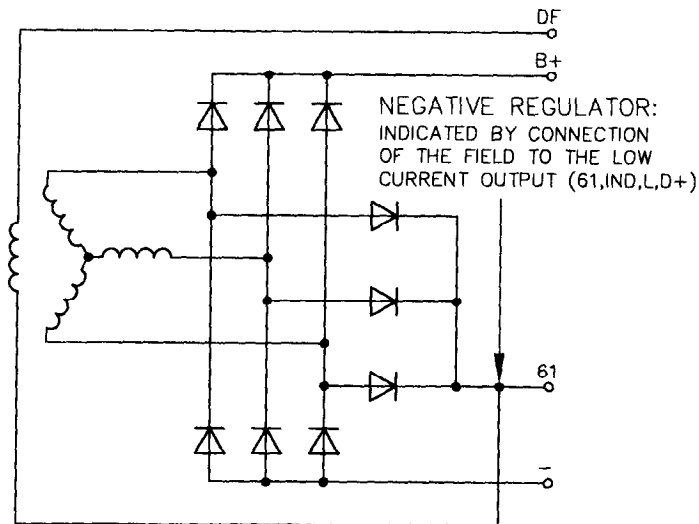 DF
B+
NEGATIVE REGULATOR:
INDICATED BY CONNECTION
OF THE FIELD TO THE LOW
CURRENT OUTPUT (61,IND,L,D+)
61
–